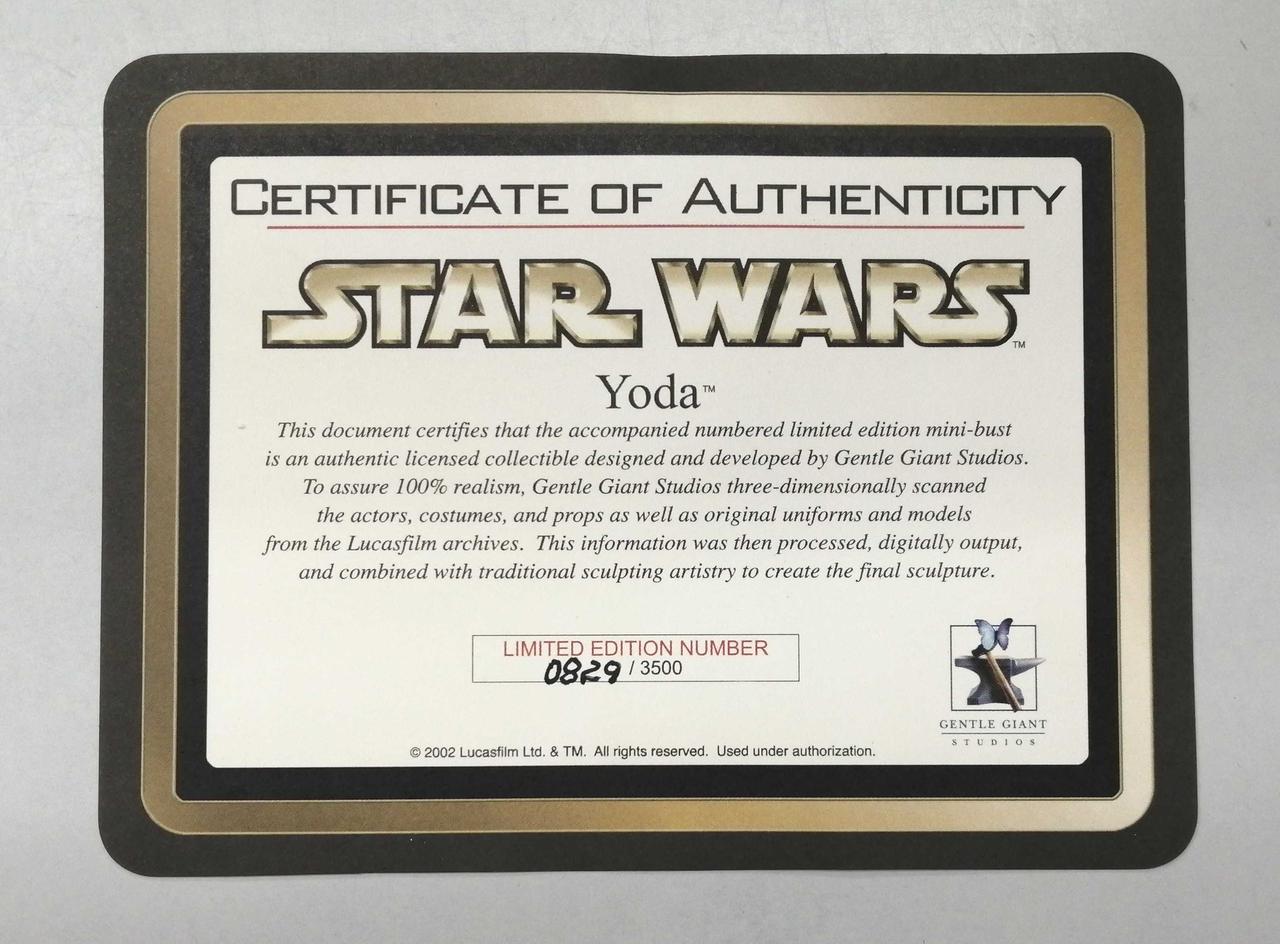 CERTIFICATE OF AUTHENTICITY
STAR WARS™
Yoda™
This document certifies that the accompanied numbered limited edition mini-bust
is an authentic licensed collectible designed and developed by Gentle Giant Studios.
To assure 100% realism, Gentle Giant Studios three-dimensionally scanned
the actors, costumes, and props as well as original uniforms and models
from the Lucasfilm archives. This information was then processed, digitally output,
and combined with traditional sculpting artistry to create the final sculpture.
LIMITED EDITION NUMBER
0829 / 3500
GENTLE GIANT
STUDIOS
© 2002 Lucasfilm Ltd. & TM. All rights reserved. Used under authorization.